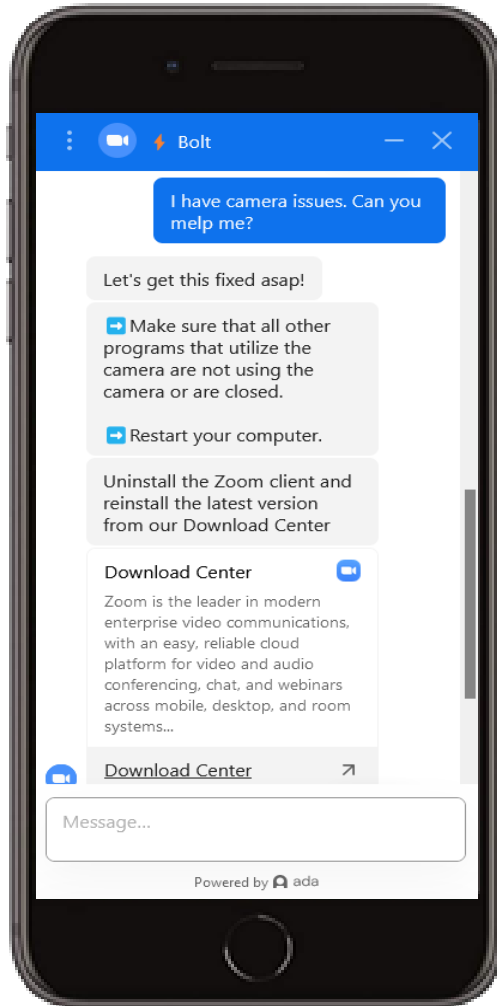 Bolt
I have camera issues. Can you
melp me?
Let's get this fixed asap!
➡️ Make sure that all other
programs that utilize the
camera are not using the
camera or are closed.
➡️ Restart your computer.
Uninstall the Zoom client and
reinstall the latest version
from our Download Center
Download Center
Zoom is the leader in modern
enterprise video communications,
with an easy, reliable cloud
platform for video and audio
conferencing, chat, and webinars
across mobile, desktop, and room
systems...
Download Center
Message...
Powered by ada